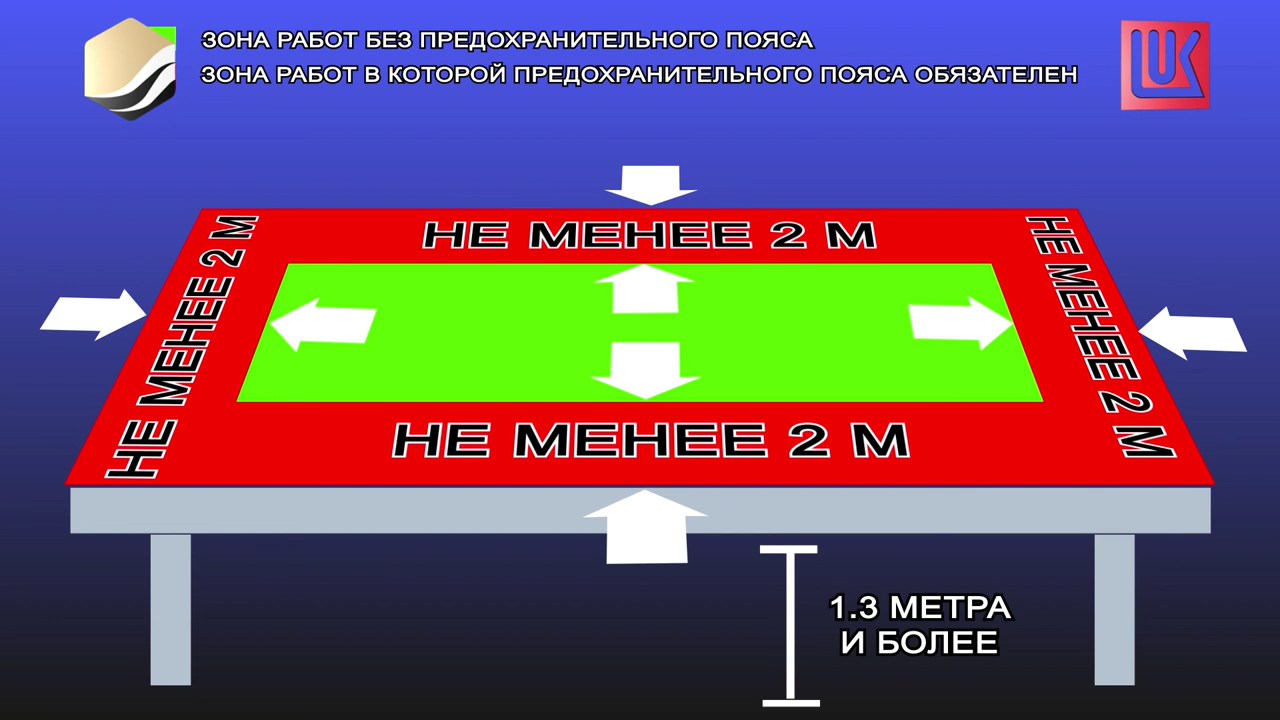 ЗОНА РАБОТ БЕЗ ПРЕДОХРАНИТЕЛЬНОГО ПОЯСА
ЗОНА РАБОТ В КОТОРОЙ ПРЕДОХРАНИТЕЛЬНОГО ПОЯСА ОБЯЗАТЕЛЕН
LUK
НЕ МЕНЕЕ 2 М
НЕ МЕНЕЕ 2 М
НЕ МЕНЕЕ 2 М
НЕ МЕНЕЕ 2 М
1.3 МЕТРА
И БОЛЕЕ